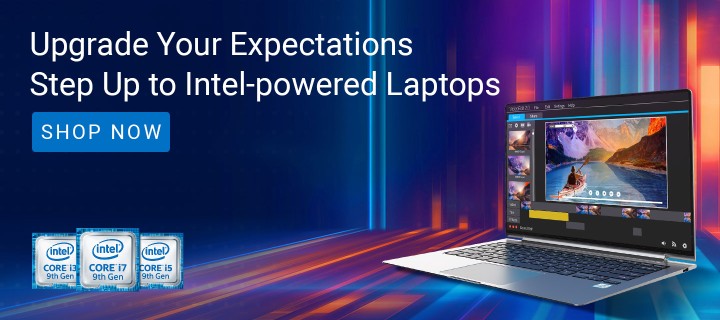 Upgrade Your Expectations
Step Up to Intel-powered Laptops
SHOP NOW
intel
CORE i3
9th Gen
intel
CORE i7
9th Gen
intel
CORE i5
9th Gen